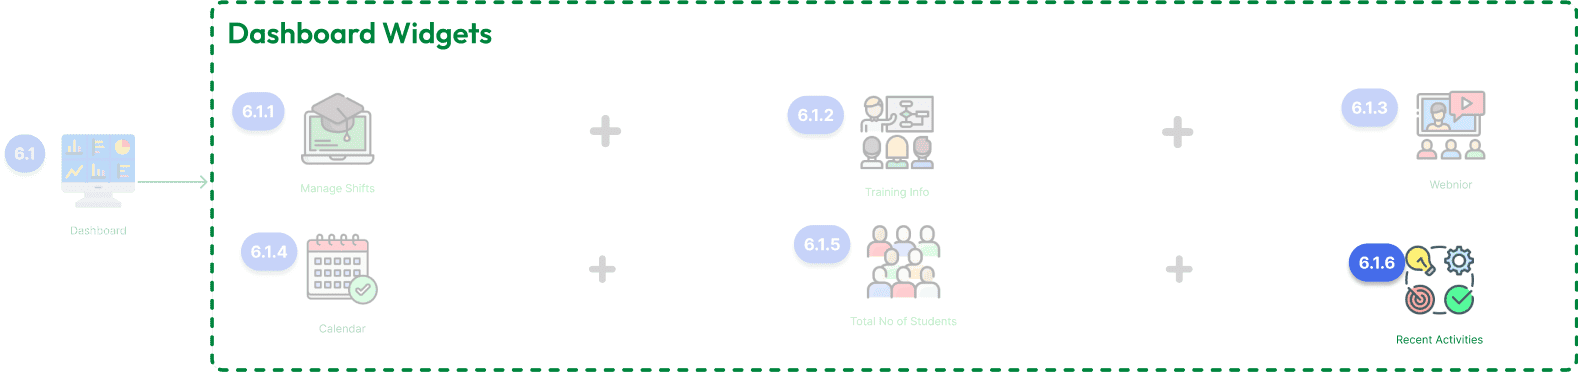 Dashboard Widgets
6.1.1
6.1.2
6.1.3
6.1
Manage Shifts
Training Info
Webnior
Dashboard
6.1.4
6.1.5
6.1.6
Calendar
Total No of Students
Recent Activities